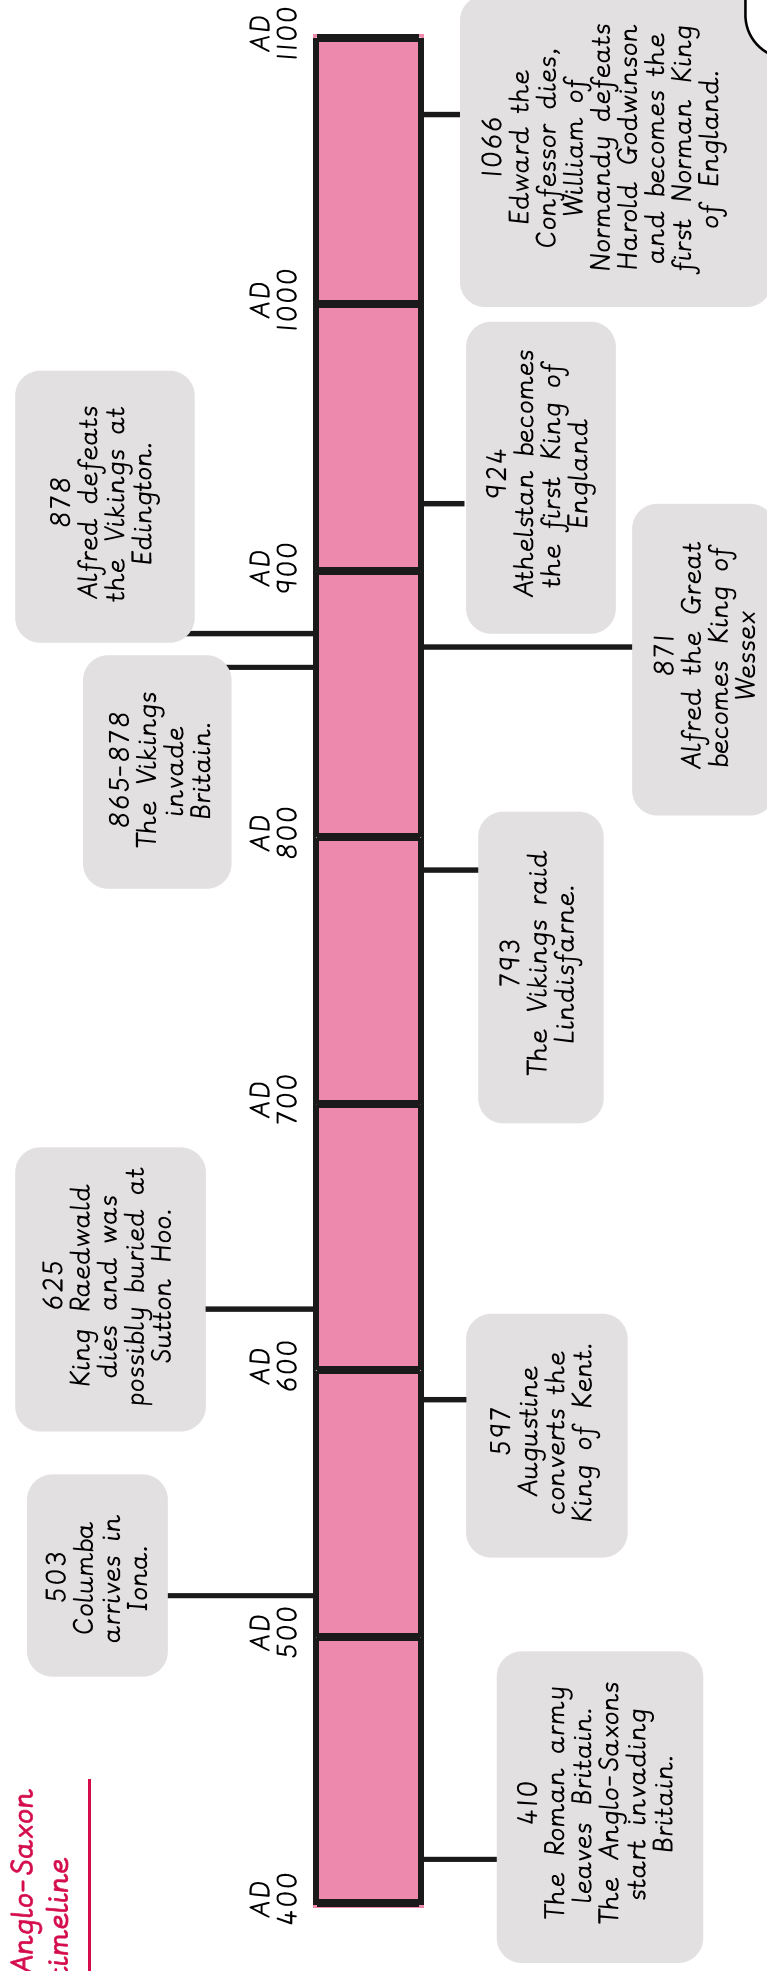 Anglo-Saxon
timeline
AD
400
AD
500
AD
600
AD
700
AD
800
AD
900
AD
1000
AD
1100
503
Columba
arrives in
Iona.
625
King Raedwald
dies and was
possibly buried at
Sutton Hoo.
865-878
The Vikings
invade
Britain.
878
Alfred defeats
the Vikings at
Edington.
410
The Roman army
leaves Britain.
The Anglo-Saxons
start invading
Britain.
597
Augustine
converts the
King of Kent.
793
The Vikings raid
Lindisfarne.
871
Alfred the Great
becomes King of
Wessex
924
Athelstan becomes
the first King of
England
1066
Edward the
Confessor dies,
William of
Normandy defeats
Harold Godwinson
and becomes the
first Norman King
of England.